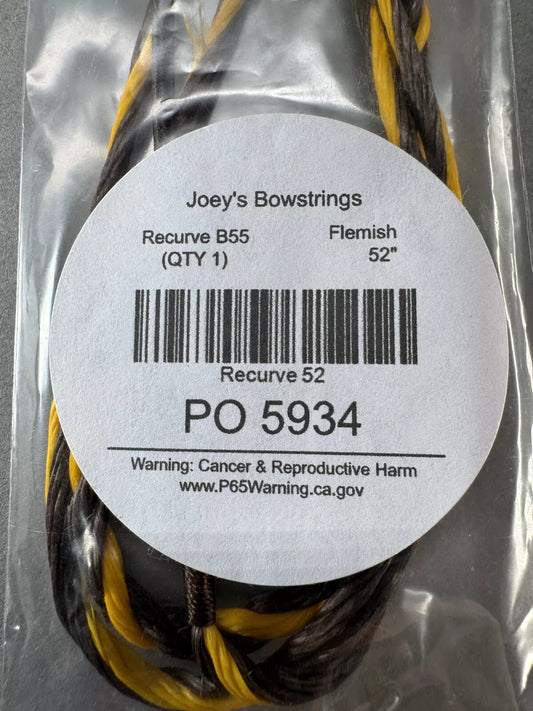 Joey's Bowstrings
Recurve B55 Flemish
(QTY 1) 52"
Recurve 52
PO 5934
Warning: Cancer & Reproductive Harm
www.P65Warning.ca.gov